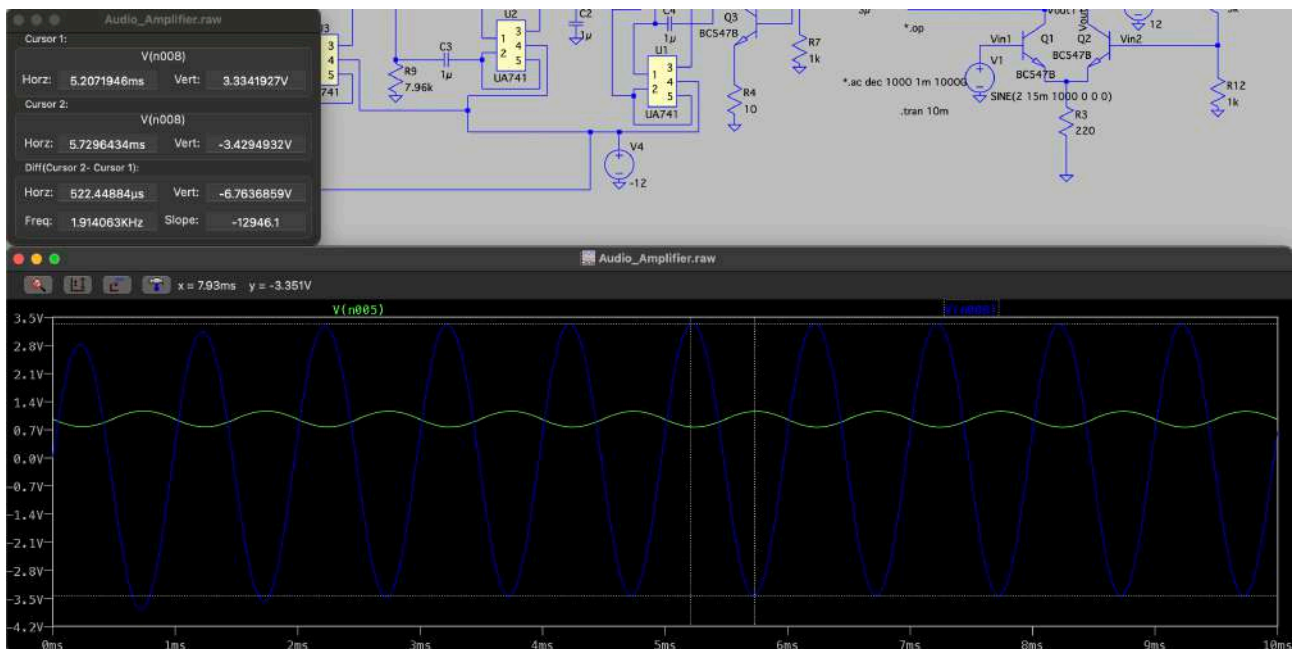 Audio_Amplifier.raw
Cursor 1:
V(n008)
Horz: 5.2071946ms Vert: 3.3341927V
Cursor 2:
V(n008)
Horz: 5.7296434ms Vert: -3.4294932V
Diff(Cursor 2- Cursor 1):
Horz: 522.44884µs Vert: -6.7636859V
Freq: 1.914063KHz Slope: -12946.1
3
4
5
741
R9
7.96k
C3
1µ
U2
1
2
3
4
5
UA741
C2
1µ
C4
1µ
U1
1
2
3
4
5
UA741
Q3
BC547B
R4
10
R7
1k
V4
-12
*.op
*.ac dec 1000 1m 1000G
.tran 10m
Vin1
V1
SINE(2 15m 1000 0 0 0)
Q1
BC547B
Q2
BC547B
Vin2
R3
220
12
R12
1k
Audio_Amplifier.raw
x = 7.93ms y = -3.351V
V(n005) V(n008)
3.5V
2.8V
2.1V
1.4V
0.7V
0.0V
-0.7V
-1.4V
-2.1V
-2.8V
-3.5V
-4.2V
0ms 1ms 2ms 3ms 4ms 5ms 6ms 7ms 8ms 9ms 10ms